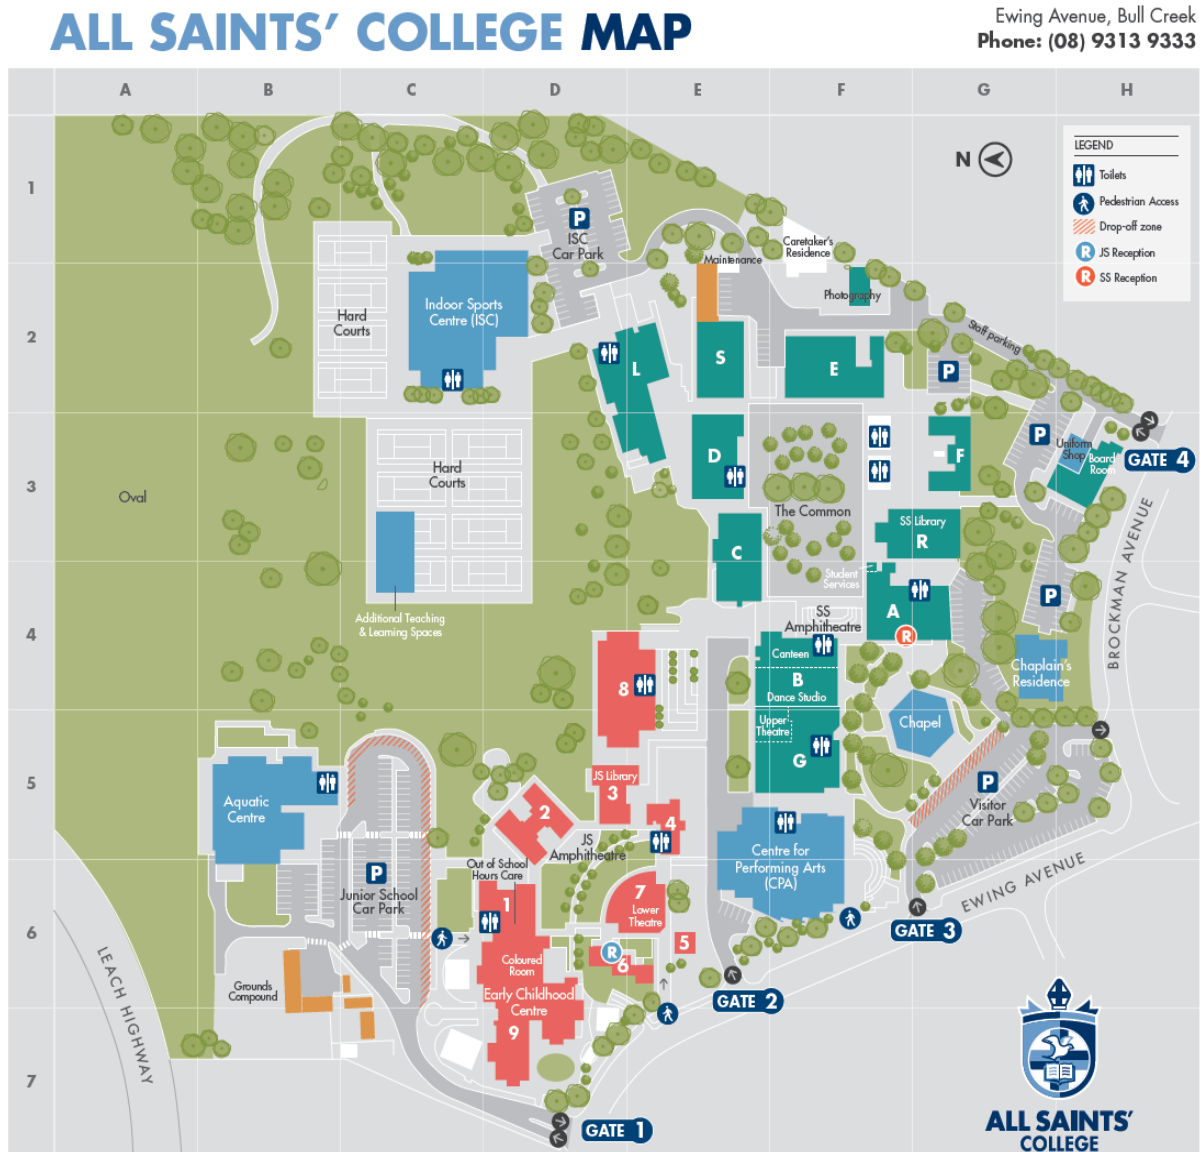 ALL SAINTS' COLLEGE MAP
Ewing Avenue, Bull Creek
Phone: (08) 9313 9333
A B C D E F G H
1
2
3
4
5
6
7
N
LEGEND
Toilets
Pedestrian Access
Drop-off zone
R JS Reception
R SS Reception
P
ISC
Car Park
Caretaker's
Residence
Maintenance
Photography
Indoor Sports
Centre (ISC)
Hard
Courts
L
S
E
Staff parking
P
P
Uniform
Shop
Board
Room
GATE 4
D
F
Hard
Courts
Oval
The Common
SS Library
R
C
Student
Services
A
R
P
Additional Teaching
& Learning Spaces
SS
Amphitheatre
BROCKMAN AVENUE
Canteen
B
Dance Studio
Chaplain's
Residence
8
Upper
Theatre
G
Chapel
JS Library
3
P
Visitor
Car Park
Aquatic
Centre
2
4
JS
Amphitheatre
Centre for
Performing Arts
(CPA)
Out of School
Hours Care
P
Junior School
Car Park
1
7
Lower
Theatre
EWING AVENUE
GATE 3
5
R
6
Coloured
Room
Early Childhood
Centre
9
Grounds
Compound
GATE 2
LEACH HIGHWAY
GATE 1
ALL SAINTS'
COLLEGE